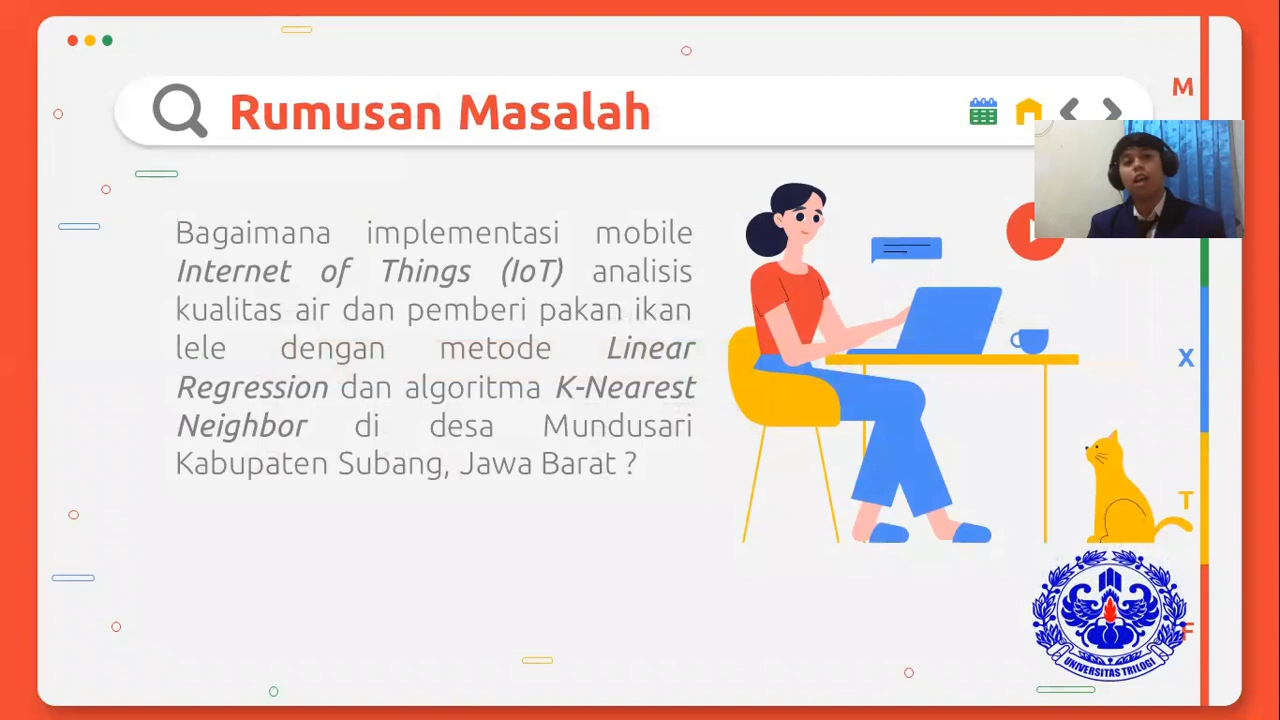 Rumusan Masalah
M
Bagaimana implementasi mobile
Internet of Things (IoT) analisis
kualitas air dan pemberi pakan ikan
lele dengan metode Linear
Regression dan algoritma K-Nearest
Neighbor di desa Mundusari
Kabupaten Subang, Jawa Barat ?
X
T
F
UNIVERSITAS TRILOGI